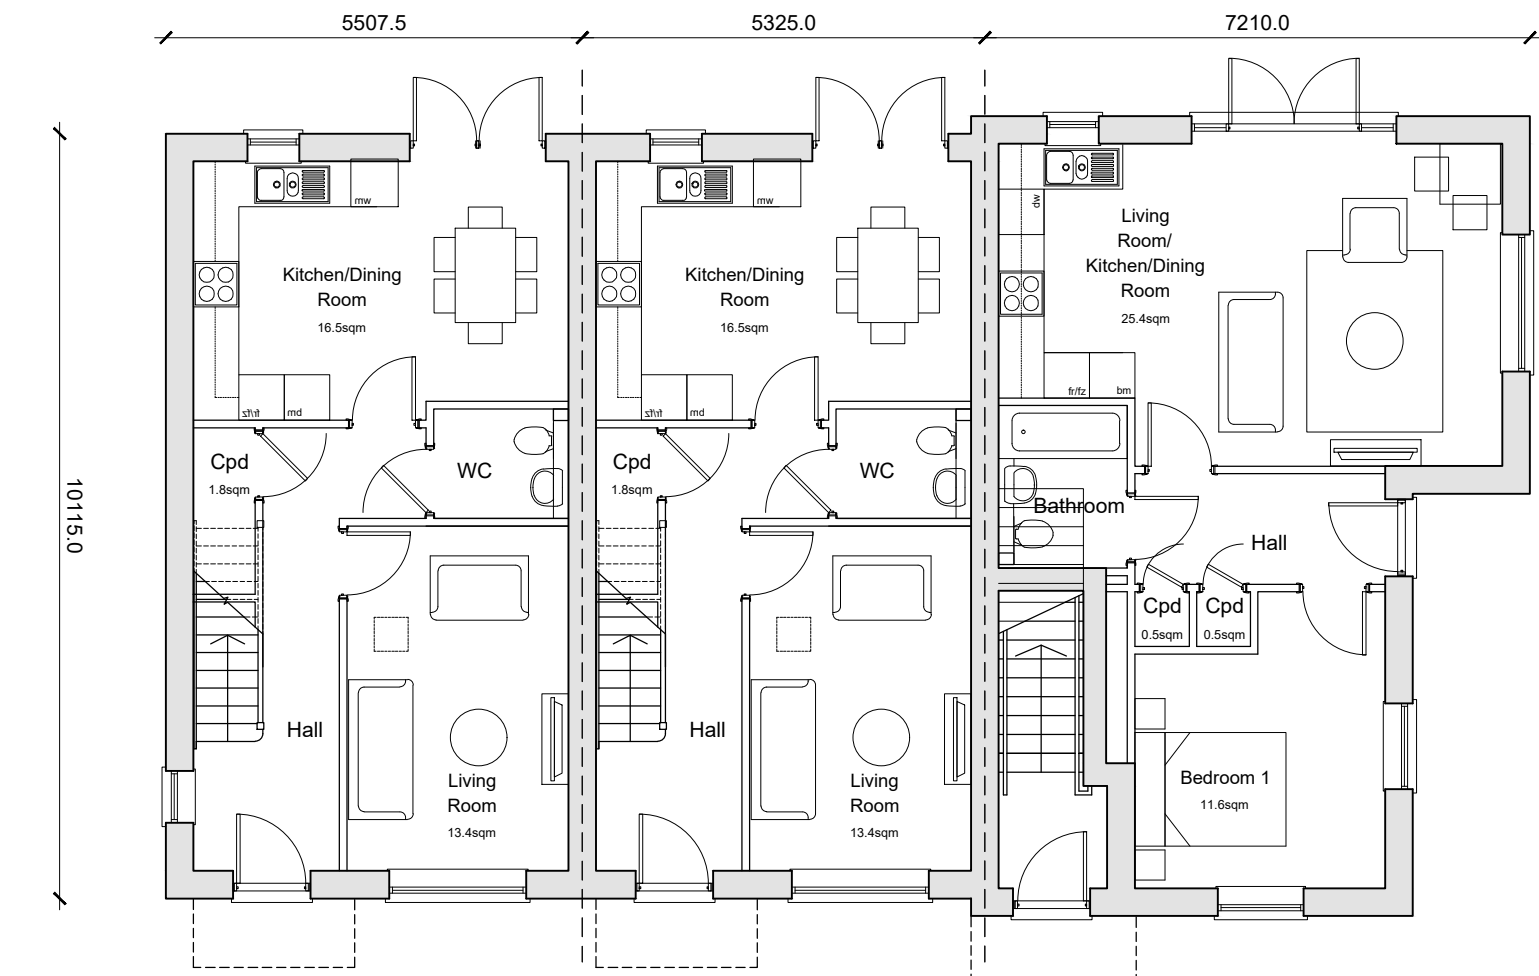 5507.5
5325.0
7210.0
10115.0
mw
Kitchen/Dining
Room
16.5sqm
fr/fz
wm
Cpd
1.8sqm
WC
Hall
Living
Room
13.4sqm
mw
Kitchen/Dining
Room
16.5sqm
fr/fz
wm
Cpd
1.8sqm
WC
Hall
Living
Room
13.4sqm
dw
Living
Room/
Kitchen/Dining
Room
25.4sqm
fr/fz
bm
Bathroom
Hall
Cpd
0.5sqm
Cpd
0.5sqm
Bedroom 1
11.6sqm